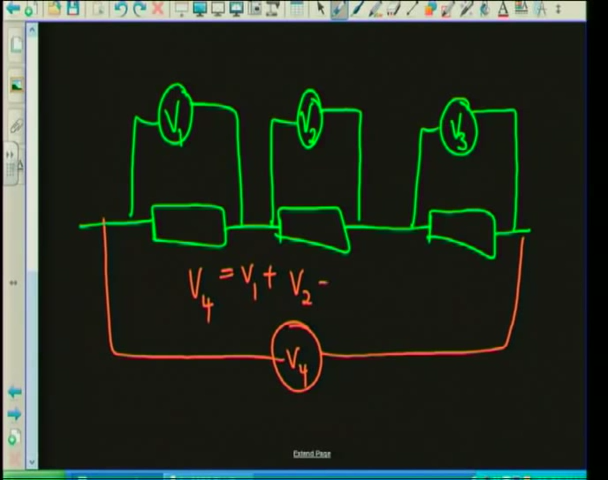 V1 V2 V3
V4 = V1 + V2 -
V4
Extend Page